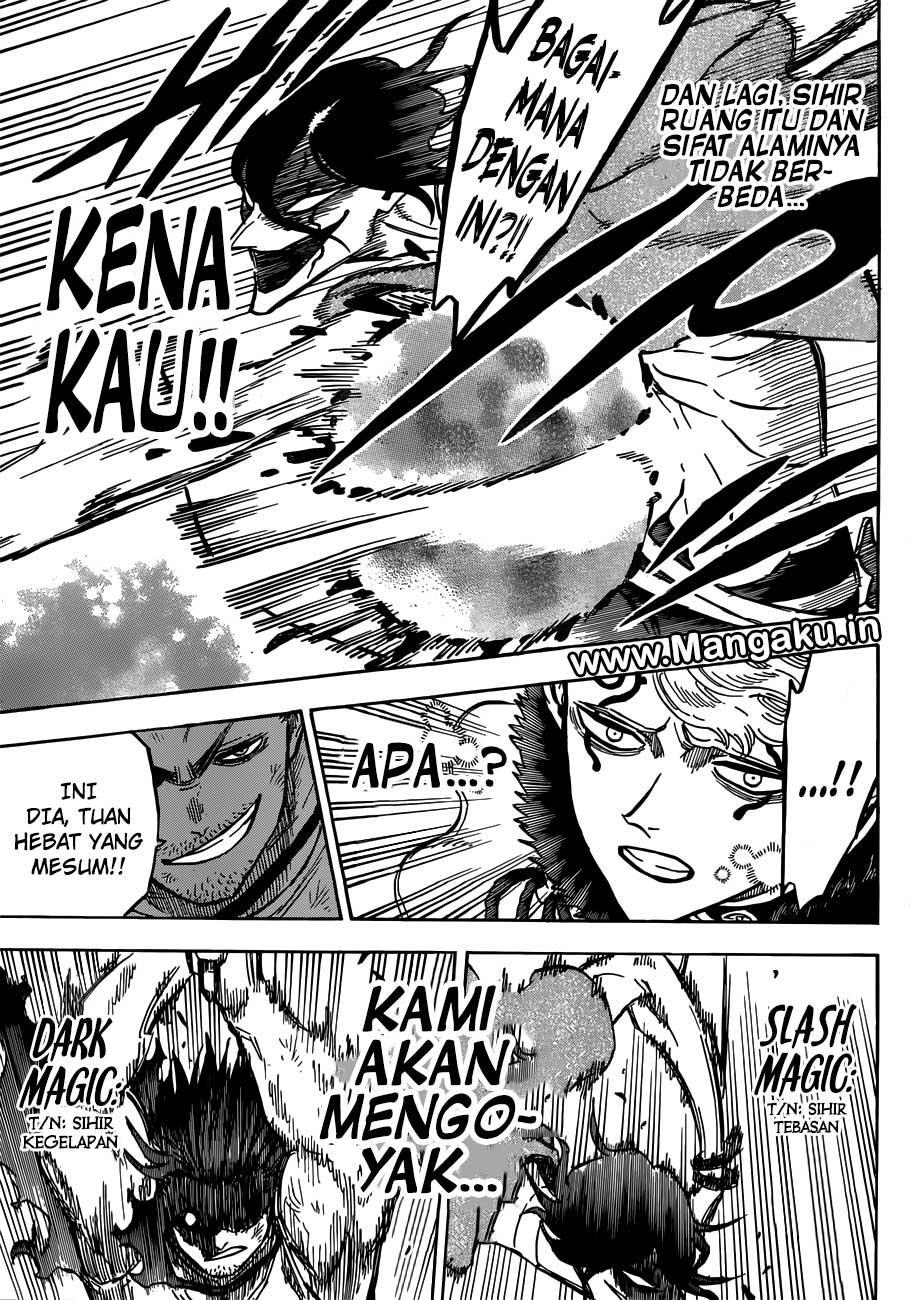 DAN LAGI, SIHIR
RUANG ITU DAN
SIFAT ALAMINYA
TIDAK BER-
BEDA...
BAGAI-
MANA
DENGAN
INI?!!
KENA
KAU!!
www.Mangaku.in
...!!
APA...?
INI
DIA, TUAN
HEBAT YANG
MESUM!!
SLASH
MAGIC:
T/N: SIHIR
TEBASAN
KAMI
AKAN
MENGO-
YAK...
DARK
MAGIC:
T/N: SIHIR
KEGELAPAN